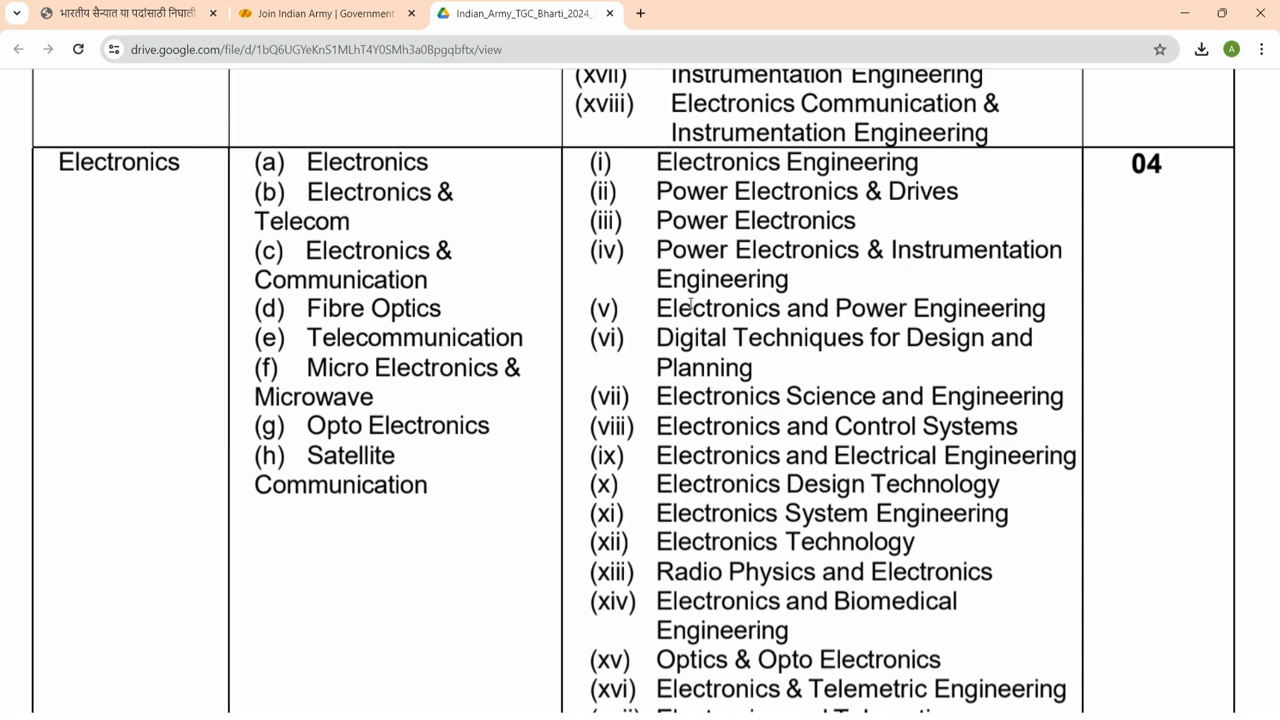 भारतीय सैन्यात या पदांसाठी निघाली
Join Indian Army | Government
Indian_Army_TGC_Bharti_2024_
drive.google.com/file/d/1bQ6UGYeKnS1MLhT4Y0SMh3a0Bpgqbftx/view
A
(xvii) Instrumentation Engineering
(xviii) Electronics Communication &
Instrumentation Engineering
Electronics
(a) Electronics
(b) Electronics &
Telecom
(c) Electronics &
Communication
(d) Fibre Optics
(e) Telecommunication
(f) Micro Electronics &
Microwave
(g) Opto Electronics
(h) Satellite
Communication
(i) Electronics Engineering
(ii) Power Electronics & Drives
(iii) Power Electronics
(iv) Power Electronics & Instrumentation
Engineering
(v) Electronics and Power Engineering
(vi) Digital Techniques for Design and
Planning
(vii) Electronics Science and Engineering
(viii) Electronics and Control Systems
(ix) Electronics and Electrical Engineering
(x) Electronics Design Technology
(xi) Electronics System Engineering
(xii) Electronics Technology
(xiii) Radio Physics and Electronics
(xiv) Electronics and Biomedical
Engineering
(xv) Optics & Opto Electronics
(xvi) Electronics & Telemetric Engineering
04